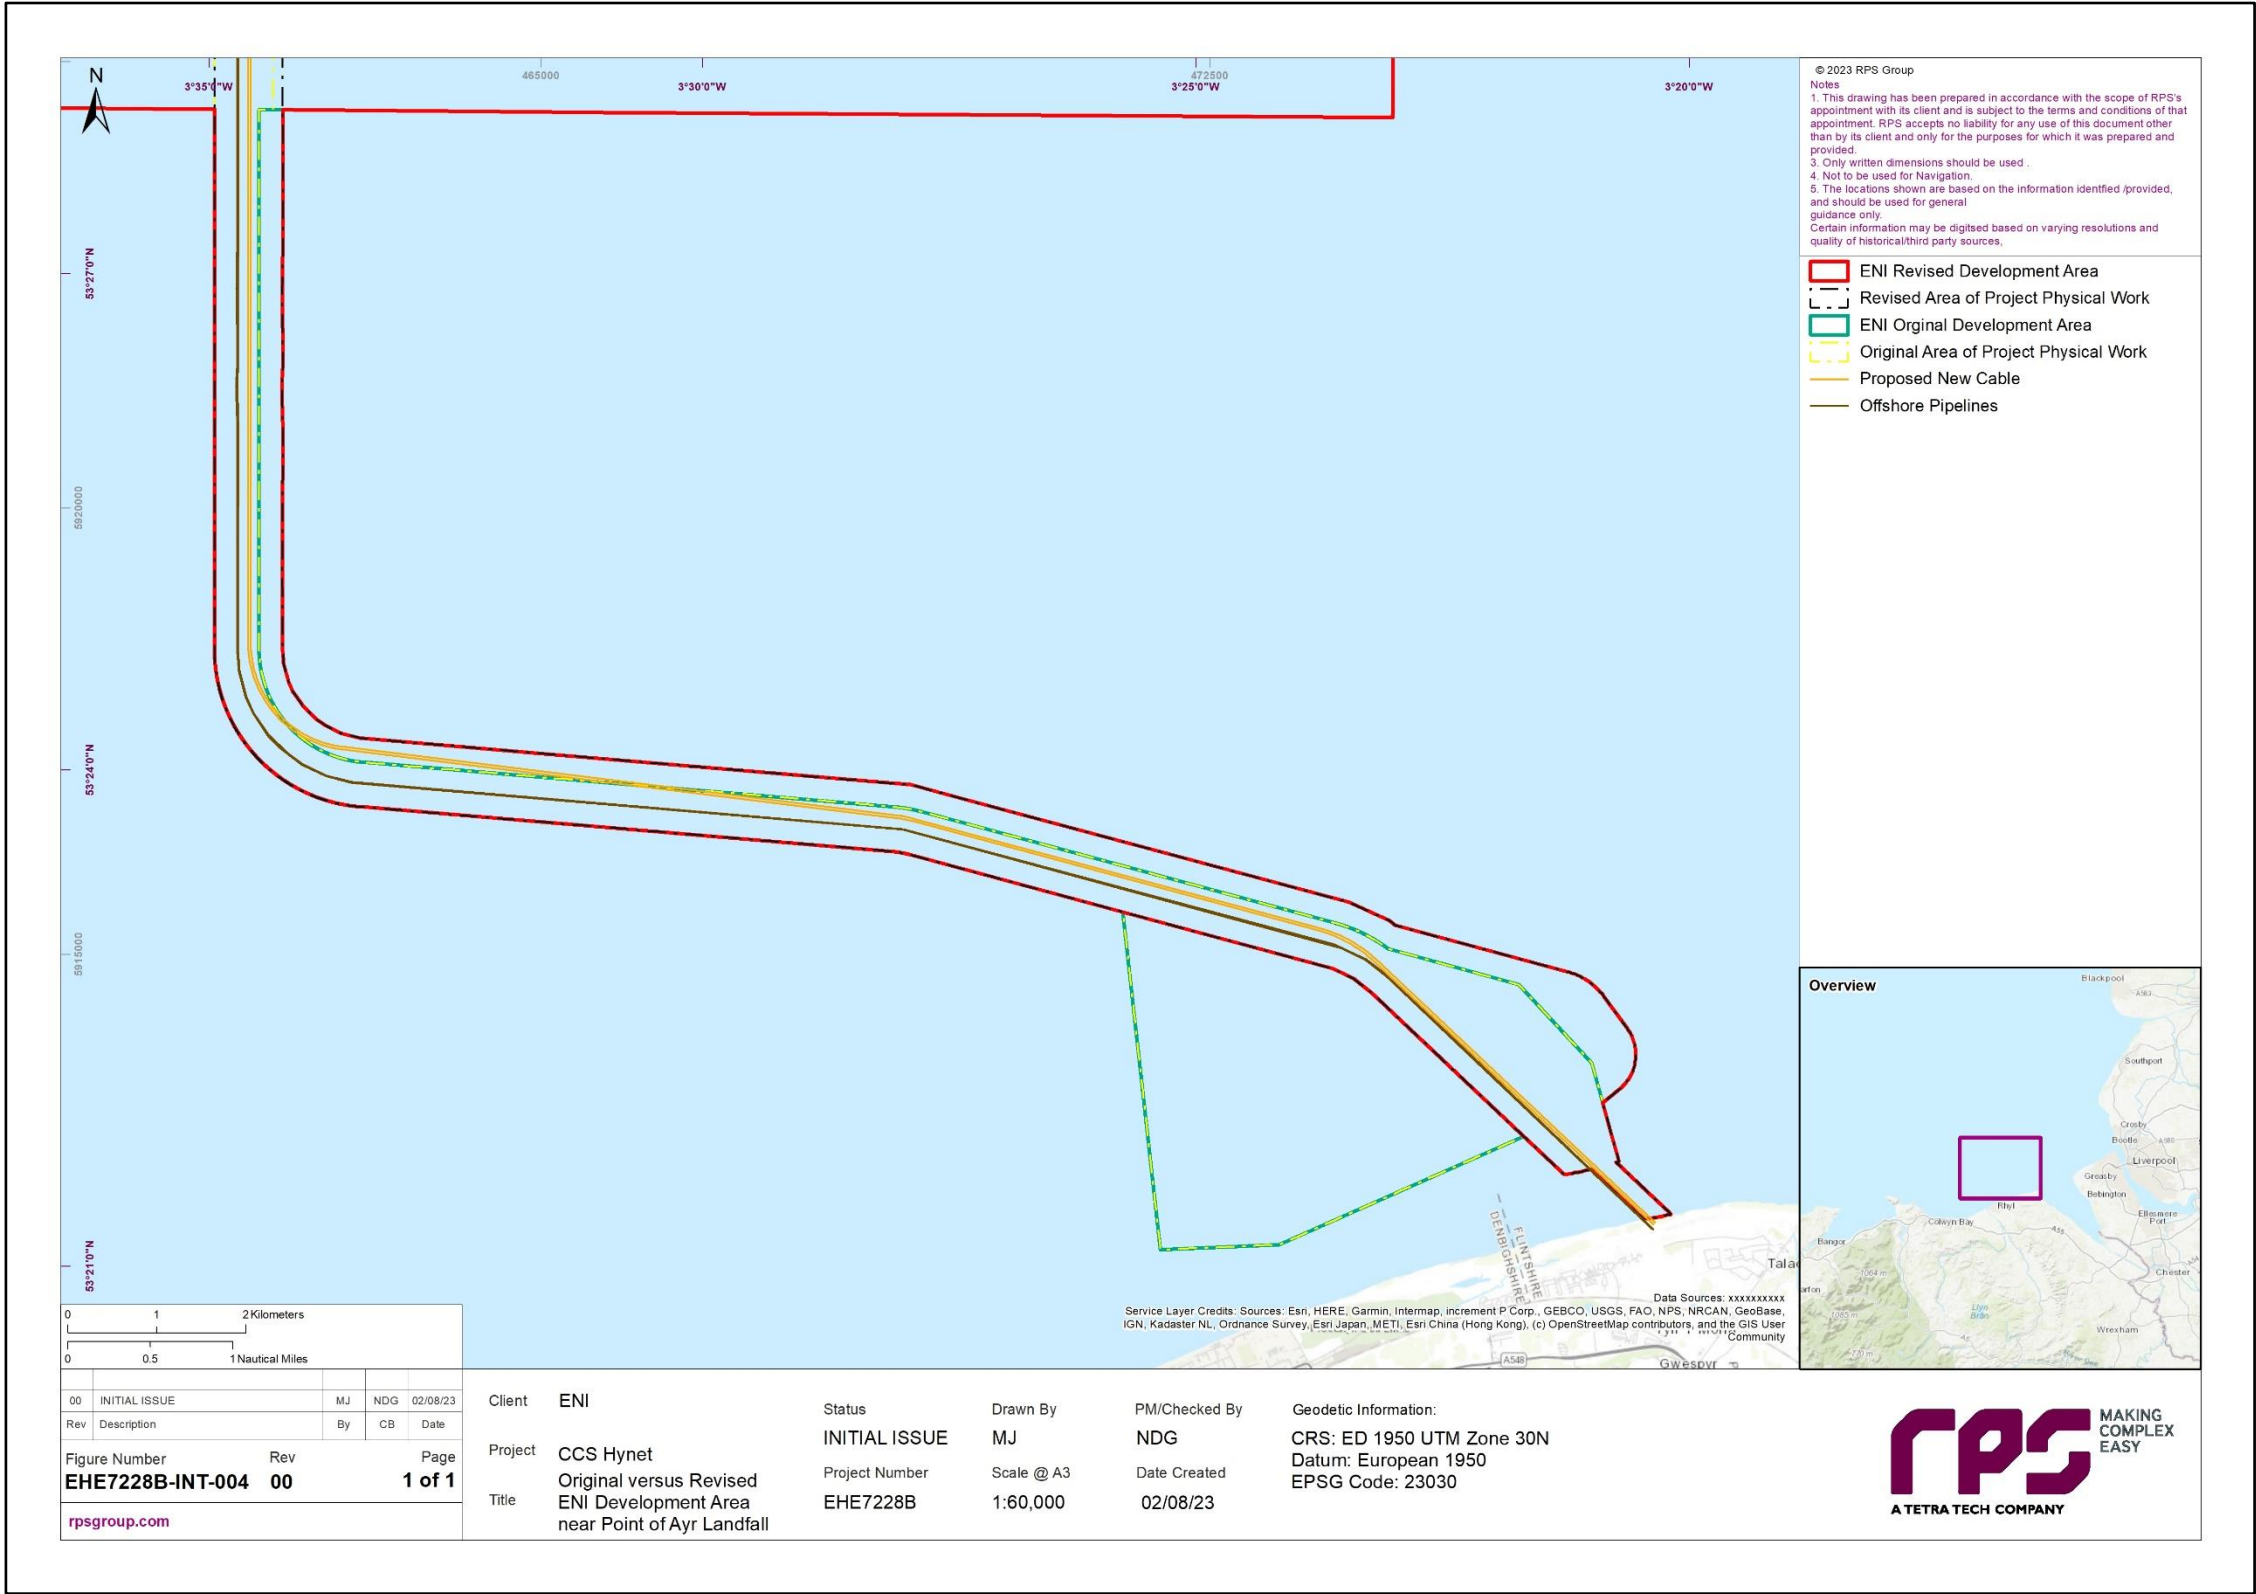 N
465000
472500
3°35'0"W
3°30'0"W
3°25'0"W
3°20'0"W
53°27'0"N
5920000
53°24'0"N
5915000
53°21'0"N
© 2023 RPS Group
Notes
1. This drawing has been prepared in accordance with the scope of RPS's
appointment with its client and is subject to the terms and conditions of that
appointment. RPS accepts no liability for any use of this document other
than by its client and only for the purposes for which it was prepared and
provided.
3. Only written dimensions should be used .
4. Not to be used for Navigation.
5. The locations shown are based on the information identfied /provided,
and should be used for general
guidance only.
Certain information may be digitsed based on varying resolutions and
quality of historical/third party sources,
ENI Revised Development Area
Revised Area of Project Physical Work
ENI Orginal Development Area
Original Area of Project Physical Work
Proposed New Cable
Offshore Pipelines
Overview
Blackpool
A583
Southport
Crosby
Bootle
A580
Liverpool
Greasby
Bebington
Rhyl
Ellesmere
Port
Colwyn Bay
A55
Bangor
Chester
1064 m
arfon
1085 m
Llyn
Brân
Wrexham
A5
770 m
FLINTSHIRE
DENBIGHSHIRE
Talac
Data Sources: xxxxxxxxxx
Service Layer Credits: Sources: Esri, HERE, Garmin, Intermap, increment P Corp., GEBCO, USGS, FAO, NPS, NRCAN, GeoBase,
IGN, Kadaster NL, Ordnance Survey, Esri Japan, METI, Esri China (Hong Kong), (c) OpenStreetMap contributors, and the GIS User
Community
A548
Gwespyr
0 1 2 Kilometers
0 0.5 1 Nautical Miles
00 INITIAL ISSUE MJ NDG 02/08/23
Rev Description By CB Date
Figure Number Rev Page
EHE7228B-INT-004 00 1 of 1
rpsgroup.com
Client ENI
Project CCS Hynet
Title Original versus Revised
ENI Development Area
near Point of Ayr Landfall
Status Drawn By PM/Checked By
INITIAL ISSUE MJ NDG
Project Number Scale @ A3 Date Created
EHE7228B 1:60,000 02/08/23
Geodetic Information:
CRS: ED 1950 UTM Zone 30N
Datum: European 1950
EPSG Code: 23030
rps
MAKING
COMPLEX
EASY
A TETRA TECH COMPANY